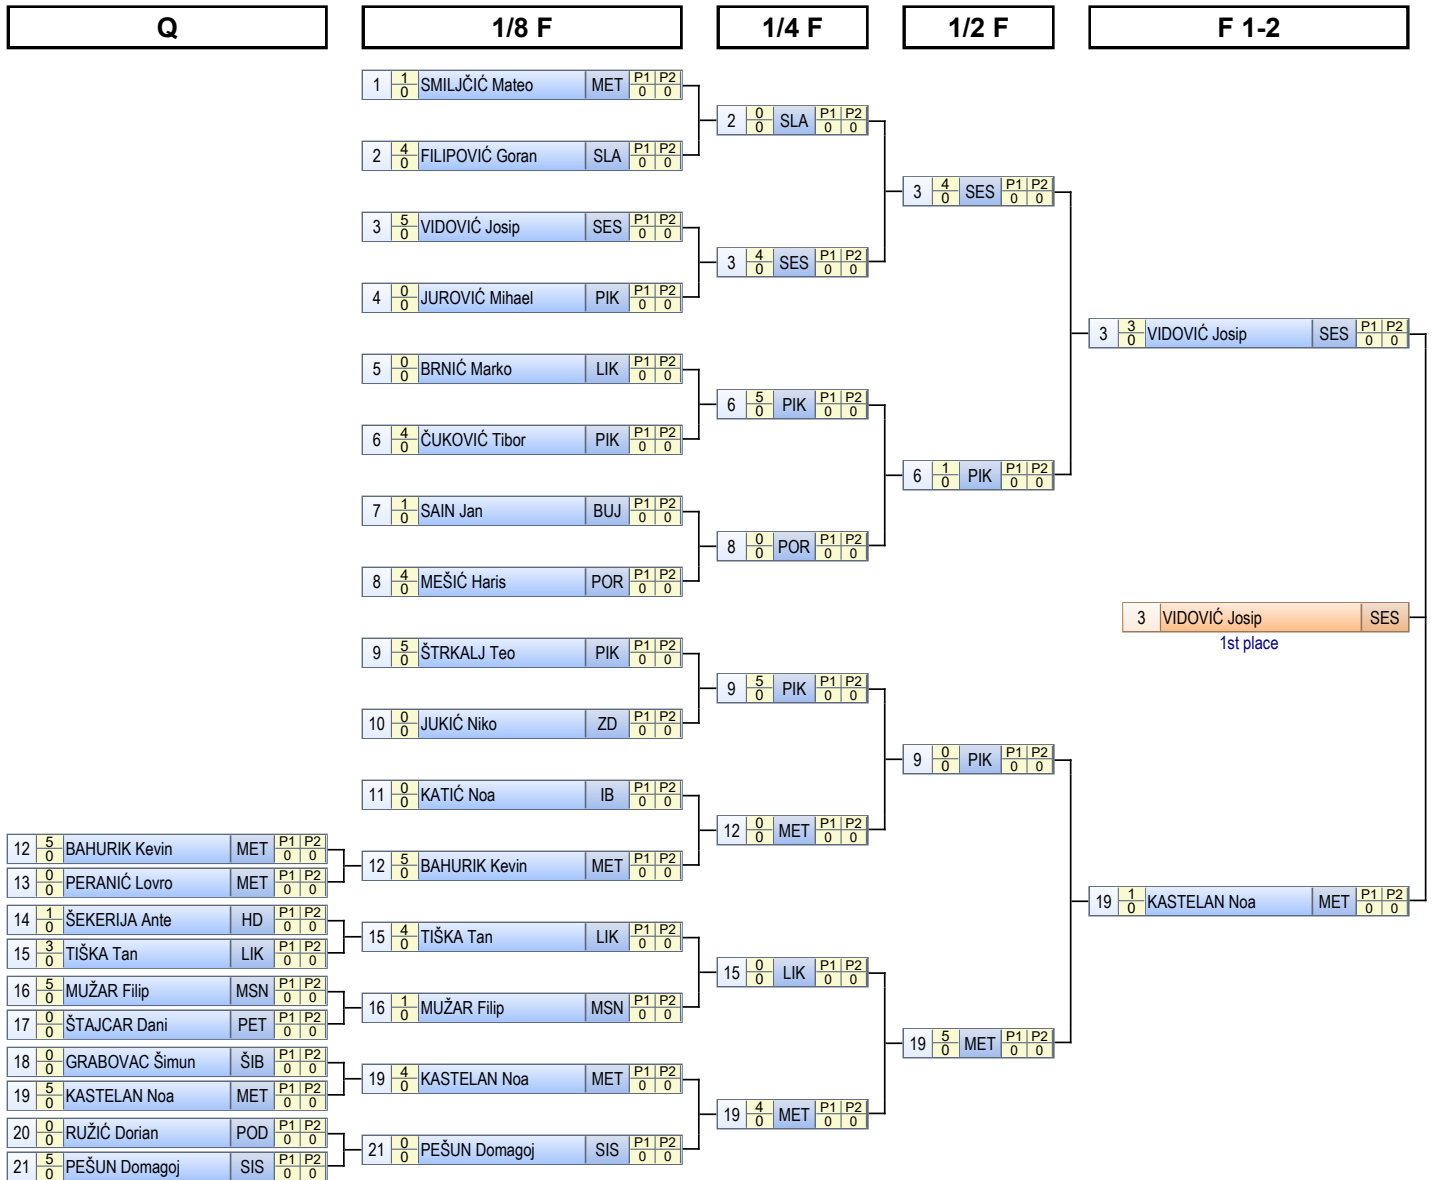 Q 1/8 F 1/4 F 1/2 F F 1-2
1 1 0 SMILJČIĆ Mateo MET P1 P2 0 0
2 0 0 SLA P1 P2 0 0
2 4 0 FILIPOVIĆ Goran SLA P1 P2 0 0
3 4 0 SES P1 P2 0 0
3 5 0 VIDOVIĆ Josip SES P1 P2 0 0
3 4 0 SES P1 P2 0 0
4 0 0 JUROVIĆ Mihael PIK P1 P2 0 0
3 3 0 VIDOVIĆ Josip SES P1 P2 0 0
5 0 0 BRNIĆ Marko LIK P1 P2 0 0
6 5 0 PIK P1 P2 0 0
6 4 0 ČUKOVIĆ Tibor PIK P1 P2 0 0
6 1 0 PIK P1 P2 0 0
7 1 0 SAIN Jan BUJ P1 P2 0 0
8 0 0 POR P1 P2 0 0
8 4 0 MEŠIĆ Haris POR P1 P2 0 0
3 VIDOVIĆ Josip SES
1st place
9 5 0 ŠTRKALJ Teo PIK P1 P2 0 0
9 5 0 PIK P1 P2 0 0
10 0 0 JUKIĆ Niko ZD P1 P2 0 0
9 0 0 PIK P1 P2 0 0
11 0 0 KATIĆ Noa IB P1 P2 0 0
12 0 0 MET P1 P2 0 0
12 5 0 BAHURIK Kevin MET P1 P2 0 0
12 5 0 BAHURIK Kevin MET P1 P2 0 0
13 0 0 PERANIĆ Lovro MET P1 P2 0 0
19 1 0 KASTELAN Noa MET P1 P2 0 0
14 1 0 ŠEKERIJA Ante HD P1 P2 0 0
15 4 0 TIŠKA Tan LIK P1 P2 0 0
15 3 0 TIŠKA Tan LIK P1 P2 0 0
15 0 0 LIK P1 P2 0 0
16 5 0 MUŽAR Filip MSN P1 P2 0 0
16 1 0 MUŽAR Filip MSN P1 P2 0 0
17 0 0 ŠTAJCAR Dani PET P1 P2 0 0
19 5 0 MET P1 P2 0 0
18 0 0 GRABOVAC Šimun ŠIB P1 P2 0 0
19 4 0 KASTELAN Noa MET P1 P2 0 0
19 5 0 KASTELAN Noa MET P1 P2 0 0
19 4 0 MET P1 P2 0 0
20 0 0 RUŽIĆ Dorian POD P1 P2 0 0
21 0 0 PEŠUN Domagoj SIS P1 P2 0 0
21 5 0 PEŠUN Domagoj SIS P1 P2 0 0